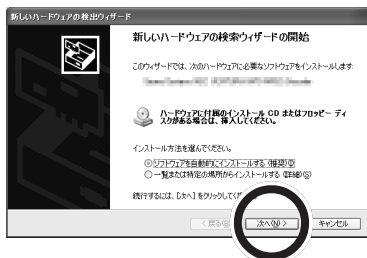 新しいハードウェアの検出ウィザード
新しいハードウェアの検索ウィザードの開始
このウィザードでは、次のハードウェアに必要なソフトウェアをインストールします:
ハードウェアに付属のインストール CD またはフロッピー ディ
スクがある場合は、挿入してください。
インストール方法を選んでください。
ソフトウェアを自動的にインストールする (推奨)(I)
一覧または特定の場所からインストールする (詳細)(S)
続行するには、[次へ] をクリックしてくだ
< 戻る(B)
次へ(N) >
キャンセル